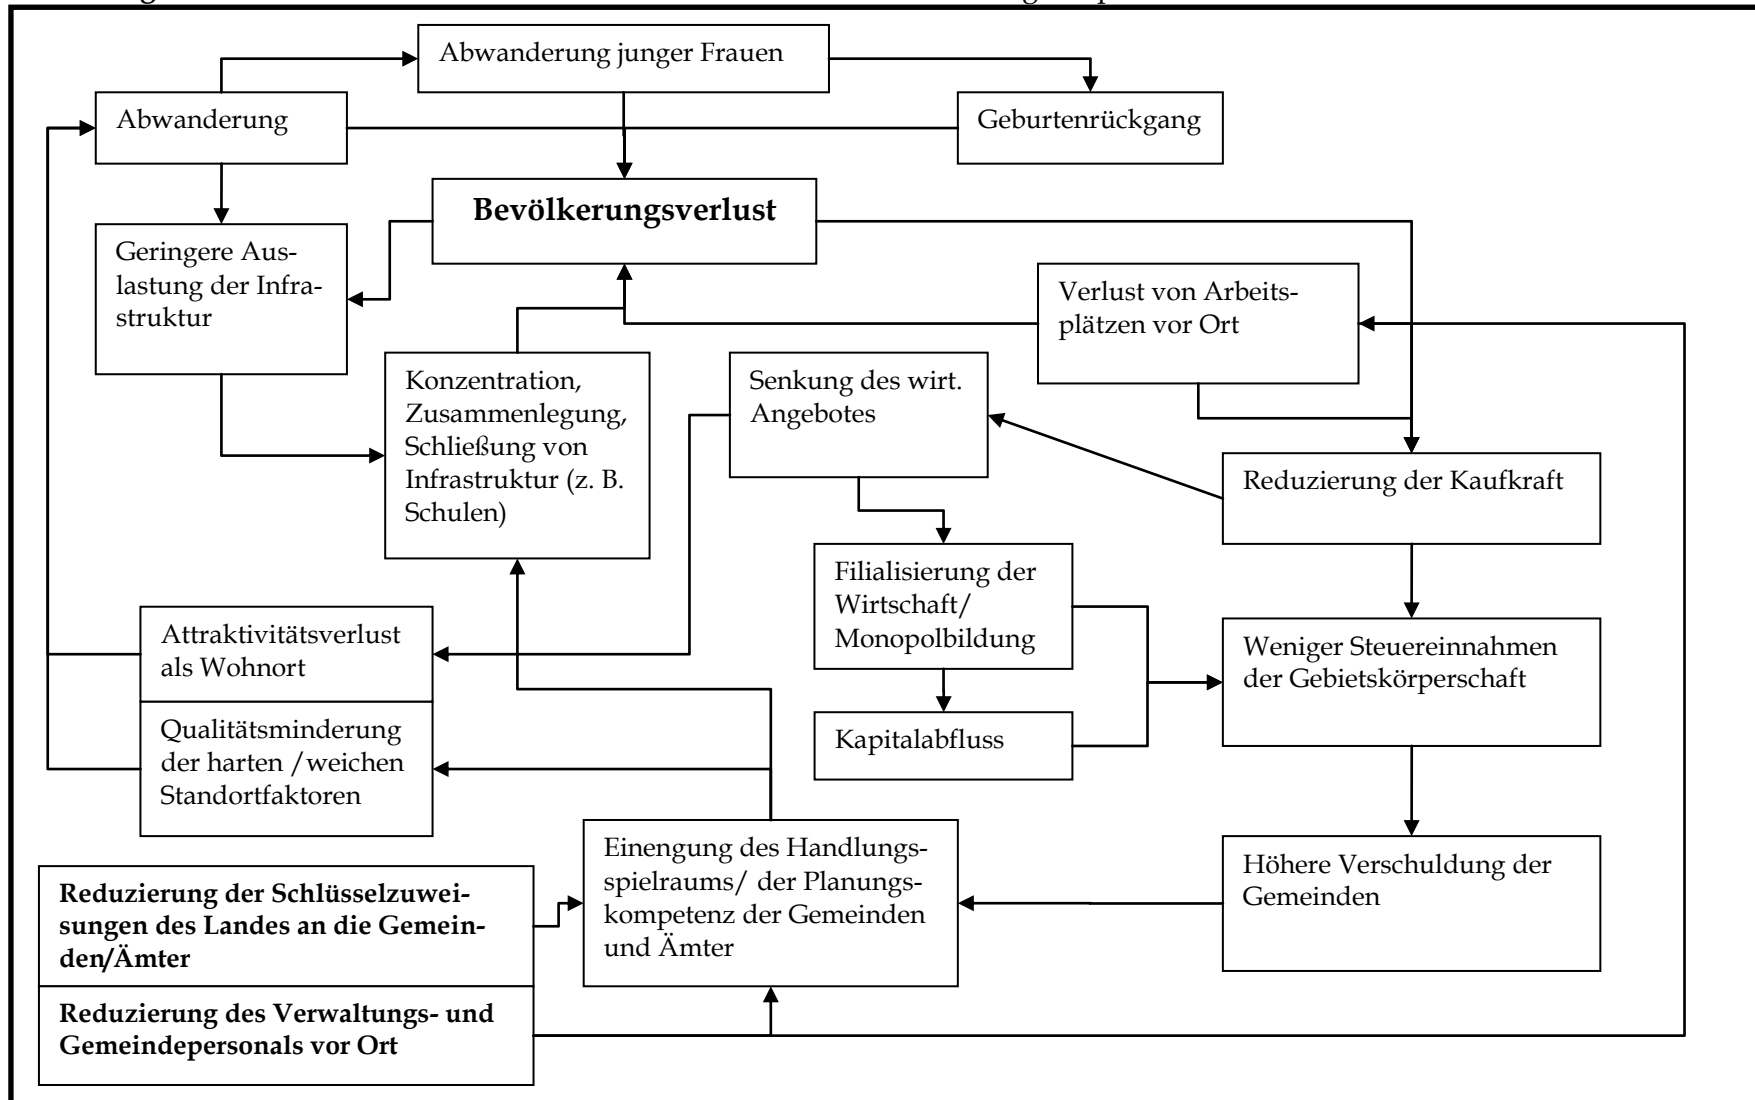 Abwanderung junger Frauen
Abwanderung
Geburtenrückgang
Bevölkerungsverlust
Geringere Aus-
lastung der Infra-
struktur
Verlust von Arbeits-
plätzen vor Ort
Konzentration,
Zusammenlegung,
Schließung von
Infrastruktur (z. B.
Schulen)
Senkung des wirt.
Angebotes
Reduzierung der Kaufkraft
Filialisierung der
Wirtschaft/
Monopolbildung
Attraktivitätsverlust
als Wohnort
Weniger Steuereinnahmen
der Gebietskörperschaft
Qualitätsminderung
der harten /weichen
Standortfaktoren
Kapitalabfluss
Einengung des Handlungs-
spielraums/ der Planungs-
kompetenz der Gemeinden
und Ämter
Höhere Verschuldung der
Gemeinden
Reduzierung der Schlüsselzuwei-
sungen des Landes an die Gemein-
den/Ämter
Reduzierung des Verwaltungs- und
Gemeindepersonals vor Ort